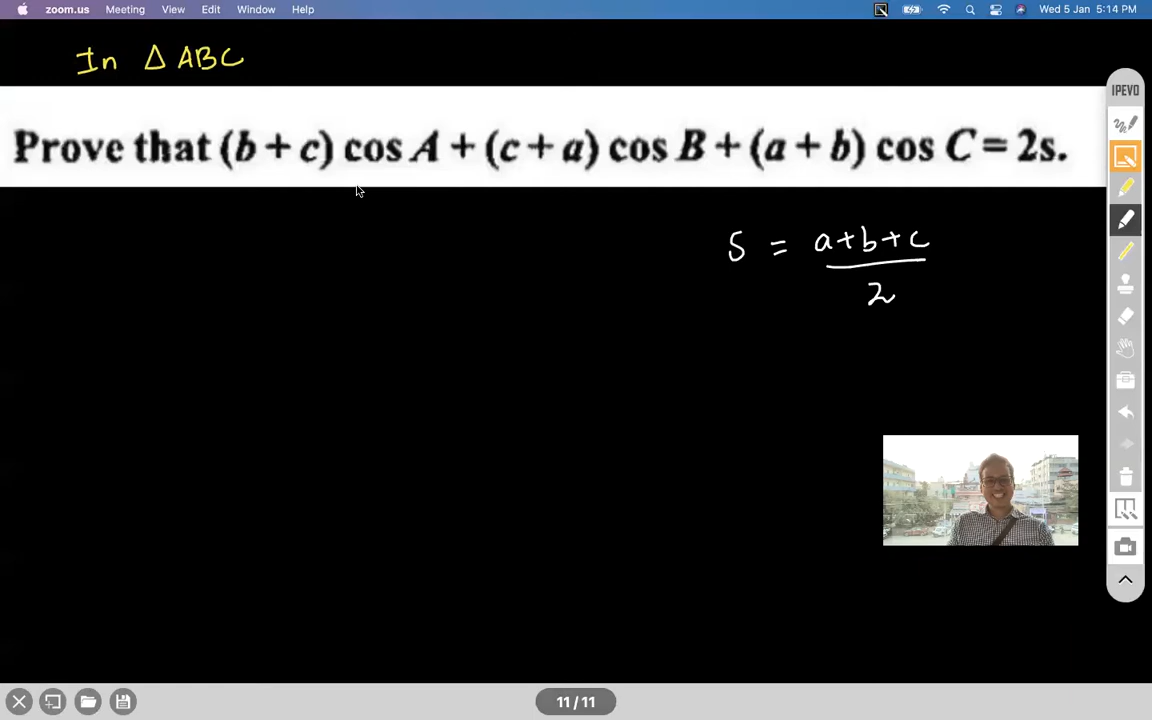 zoom.us Meeting View Edit Window Help Wed 5 Jan 5:14 PM
In Δ ABC
IPEVO
Prove that (b + c) cos A + (c + a) cos B + (a + b) cos C = 2s.
S = a+b+c
2
11/11